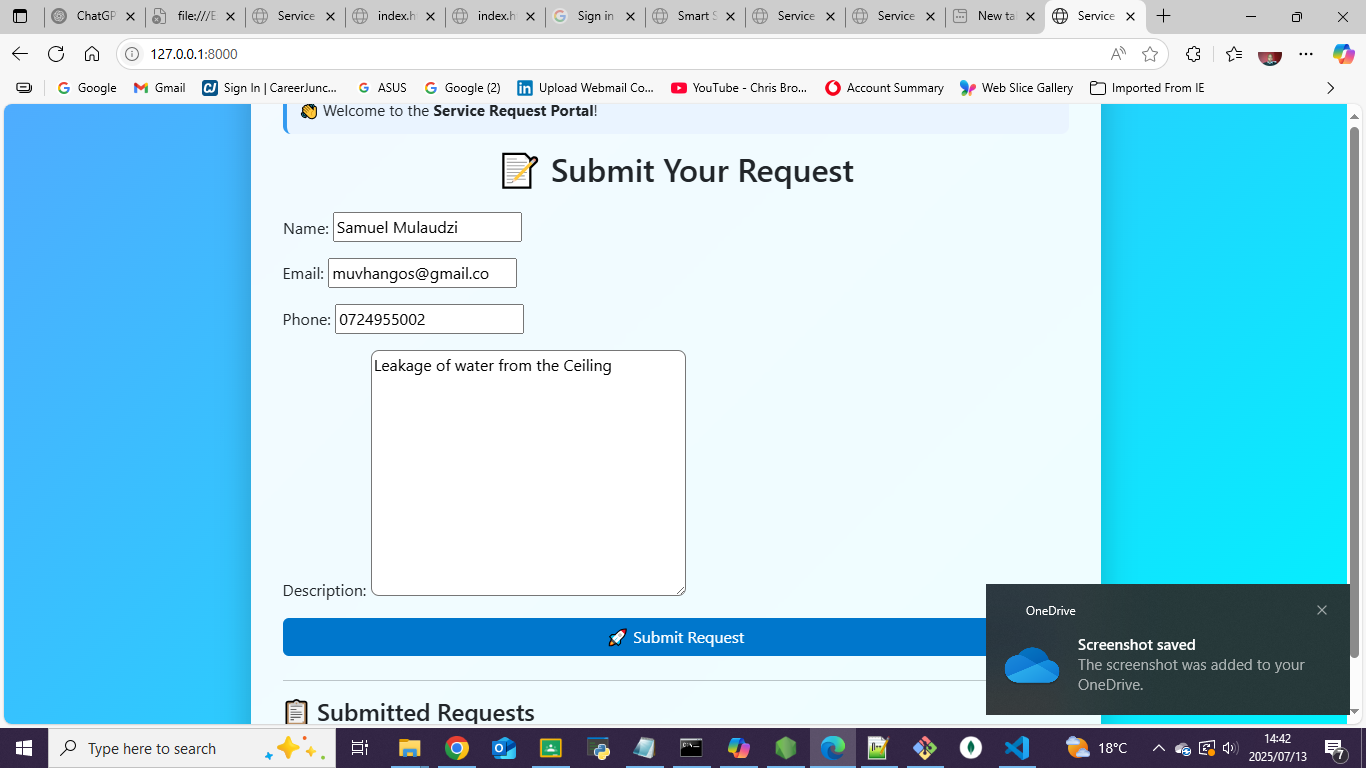 ChatGP
file:///E
Service
index.h
index.h
Sign in
Smart S
Service
Service
New ta
Service
127.0.0.1:8000
Google
Gmail
Sign In | CareerJunc...
ASUS
Google (2)
Upload Webmail Co...
YouTube - Chris Bro...
Account Summary
Web Slice Gallery
Imported From IE
👋 Welcome to the Service Request Portal!
📝 Submit Your Request
Name: Samuel Mulaudzi
Email: muvhangos@gmail.co
Phone: 0724955002
Leakage of water from the Ceiling
Description:
🚀 Submit Request
📋 Submitted Requests
OneDrive
Screenshot saved
The screenshot was added to your
OneDrive.
Type here to search
18°C
14:42
2025/07/13
7